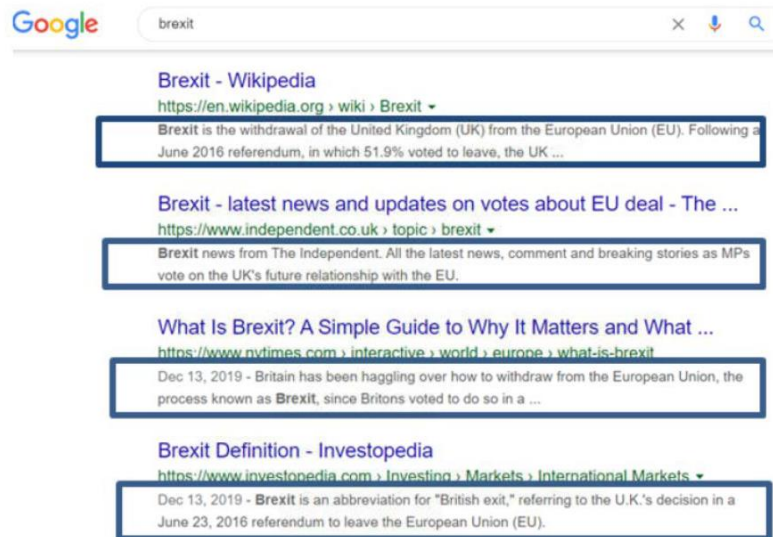 Google
brexit
Brexit - Wikipedia
https://en.wikipedia.org › wiki › Brexit
Brexit is the withdrawal of the United Kingdom (UK) from the European Union (EU). Following a
June 2016 referendum, in which 51.9% voted to leave, the UK ...
Brexit - latest news and updates on votes about EU deal - The ...
https://www.independent.co.uk › topic › brexit
Brexit news from The Independent. All the latest news, comment and breaking stories as MPs
vote on the UK's future relationship with the EU.
What Is Brexit? A Simple Guide to Why It Matters and What ...
https://www.nytimes.com › interactive › world › europe › what-is-brexit
Dec 13, 2019 - Britain has been haggling over how to withdraw from the European Union, the
process known as Brexit, since Britons voted to do so in a ...
Brexit Definition - Investopedia
https://www.investopedia.com › Investing › Markets › International Markets
Dec 13, 2019 - Brexit is an abbreviation for "British exit," referring to the U.K.'s decision in a
June 23, 2016 referendum to leave the European Union (EU).